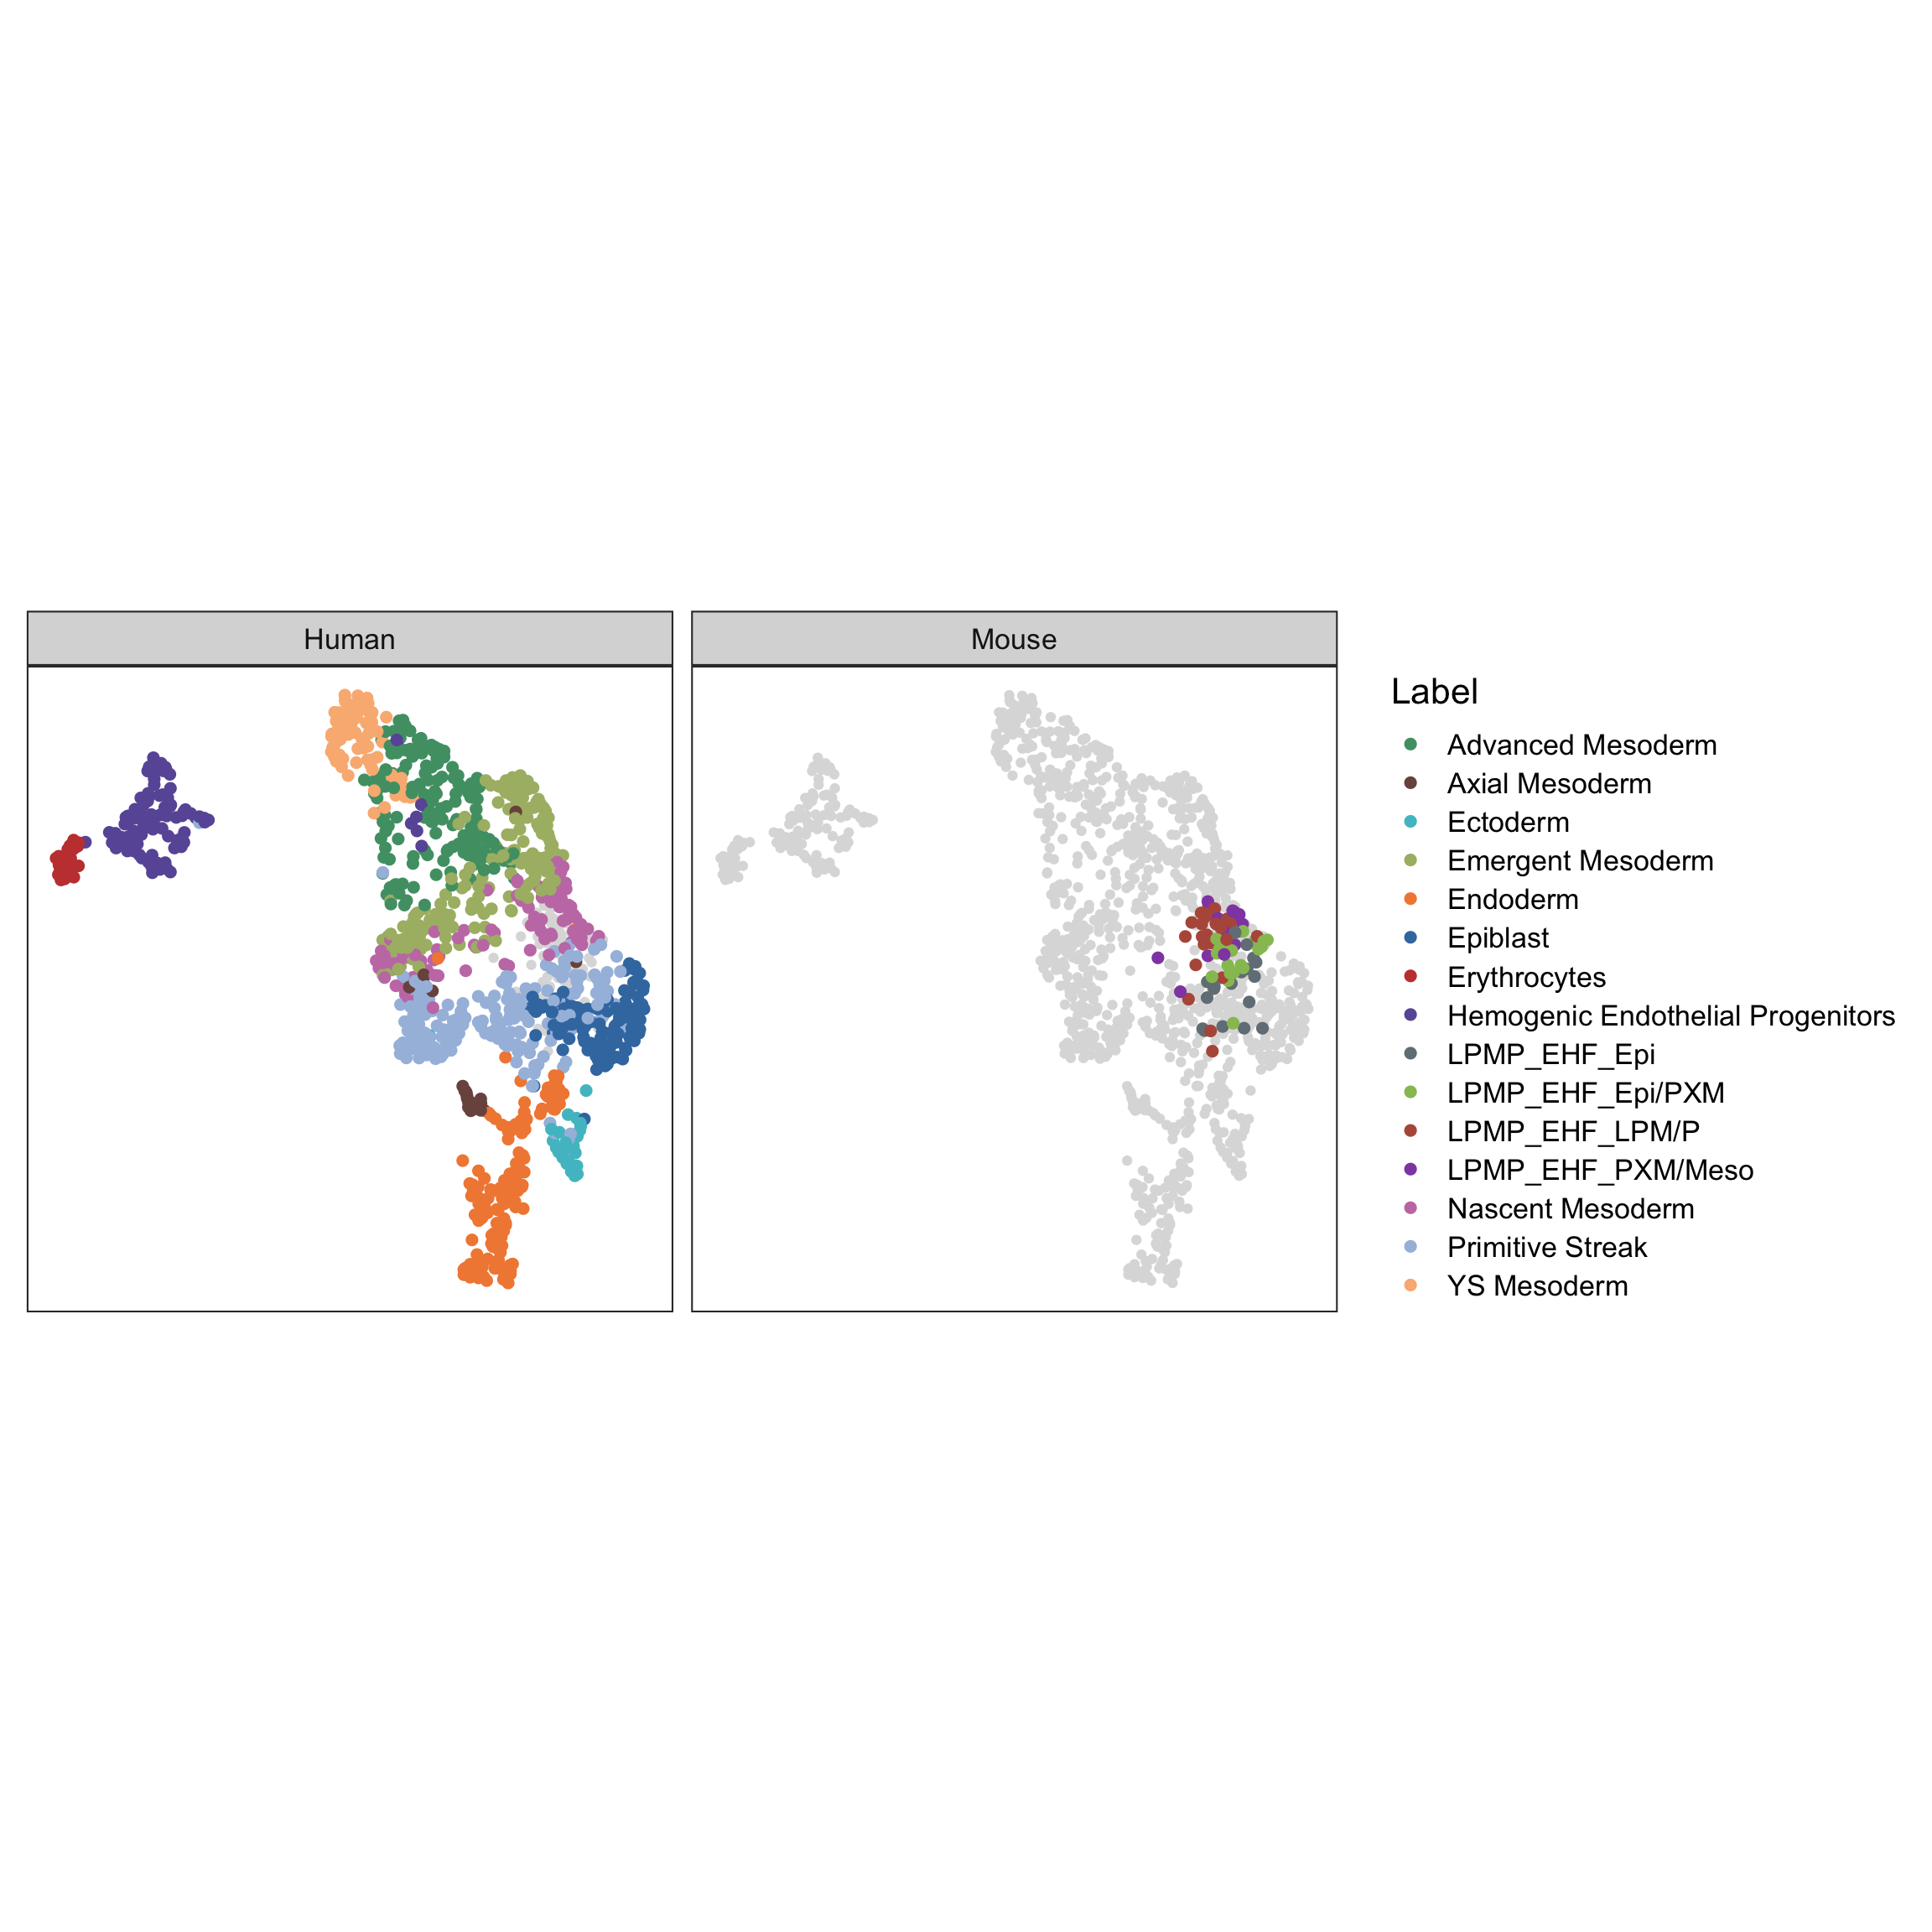 Human
Mouse
Label
Advanced Mesoderm
Axial Mesoderm
Ectoderm
Emergent Mesoderm
Endoderm
Epiblast
Erythrocytes
Hemogenic Endothelial Progenitors
LPMP_EHF_Epi
LPMP_EHF_Epi/PXM
LPMP_EHF_LPM/P
LPMP_EHF_PXM/Meso
Nascent Mesoderm
Primitive Streak
YS Mesoderm